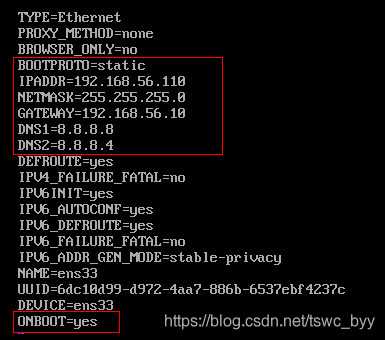 TYPE=Ethernet
PROXY_METHOD=none
BROWSER_ONLY=no
BOOTPROTO=static
IPADDR=192.168.56.110
NETMASK=255.255.255.0
GATEWAY=192.168.56.10
DNS1=8.8.8.8
DNS2=8.8.8.4
DEFROUTE=yes
IPV4_FAILURE_FATAL=no
IPV6INIT=yes
IPV6_AUTOCONF=yes
IPV6_DEFROUTE=yes
IPV6_FAILURE_FATAL=no
IPV6_ADDR_GEN_MODE=stable-privacy
NAME=ens33
UUID=6dc10d99-d972-4aa7-886b-6537ebf4237c
DEVICE=ens33
ONBOOT=yes
https://blog.csdn.net/tswc_byy